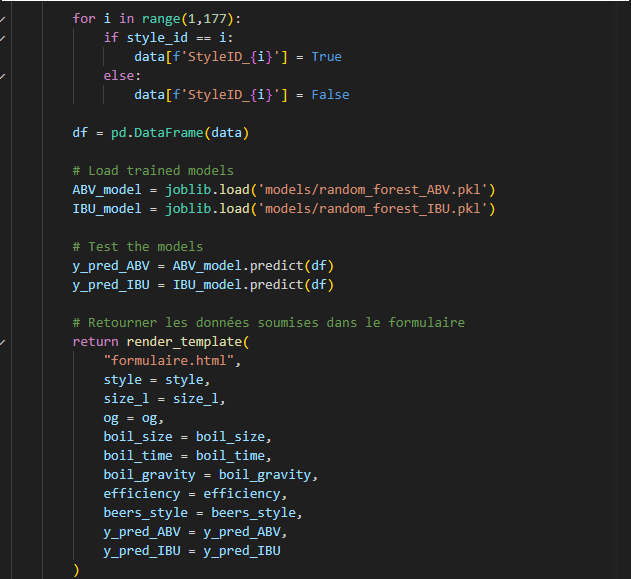 for i in range(1,177):
if style_id == i:
data[f'StyleID_{i}'] = True
else:
data[f'StyleID_{i}'] = False
df = pd.DataFrame(data)
# Load trained models
ABV_model = joblib.load('models/random_forest_ABV.pkl')
IBU_model = joblib.load('models/random_forest_IBU.pkl')
# Test the models
y_pred_ABV = ABV_model.predict(df)
y_pred_IBU = IBU_model.predict(df)
# Retourner les données soumises dans le formulaire
return render_template(
"formulaire.html",
style = style,
size_l = size_l,
og = og,
boil_size = boil_size,
boil_time = boil_time,
boil_gravity = boil_gravity,
efficiency = efficiency,
beers_style = beers_style,
y_pred_ABV = y_pred_ABV,
y_pred_IBU = y_pred_IBU
)